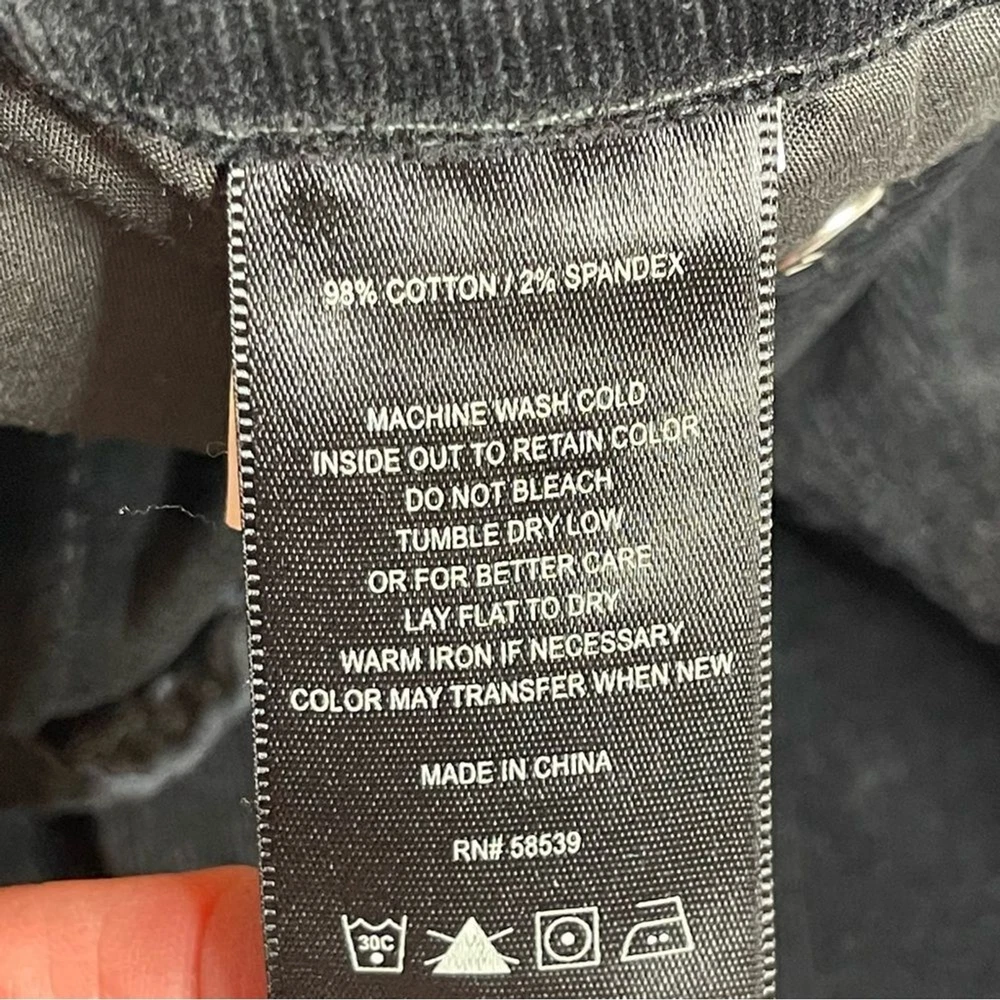 98% COTTON / 2% SPANDEX
MACHINE WASH COLD
INSIDE OUT TO RETAIN COLOR
DO NOT BLEACH
TUMBLE DRY LOW
OR FOR BETTER CARE
LAY FLAT TO DRY
WARM IRON IF NECESSARY
COLOR MAY TRANSFER WHEN NEW
MADE IN CHINA
RN# 58539
30C